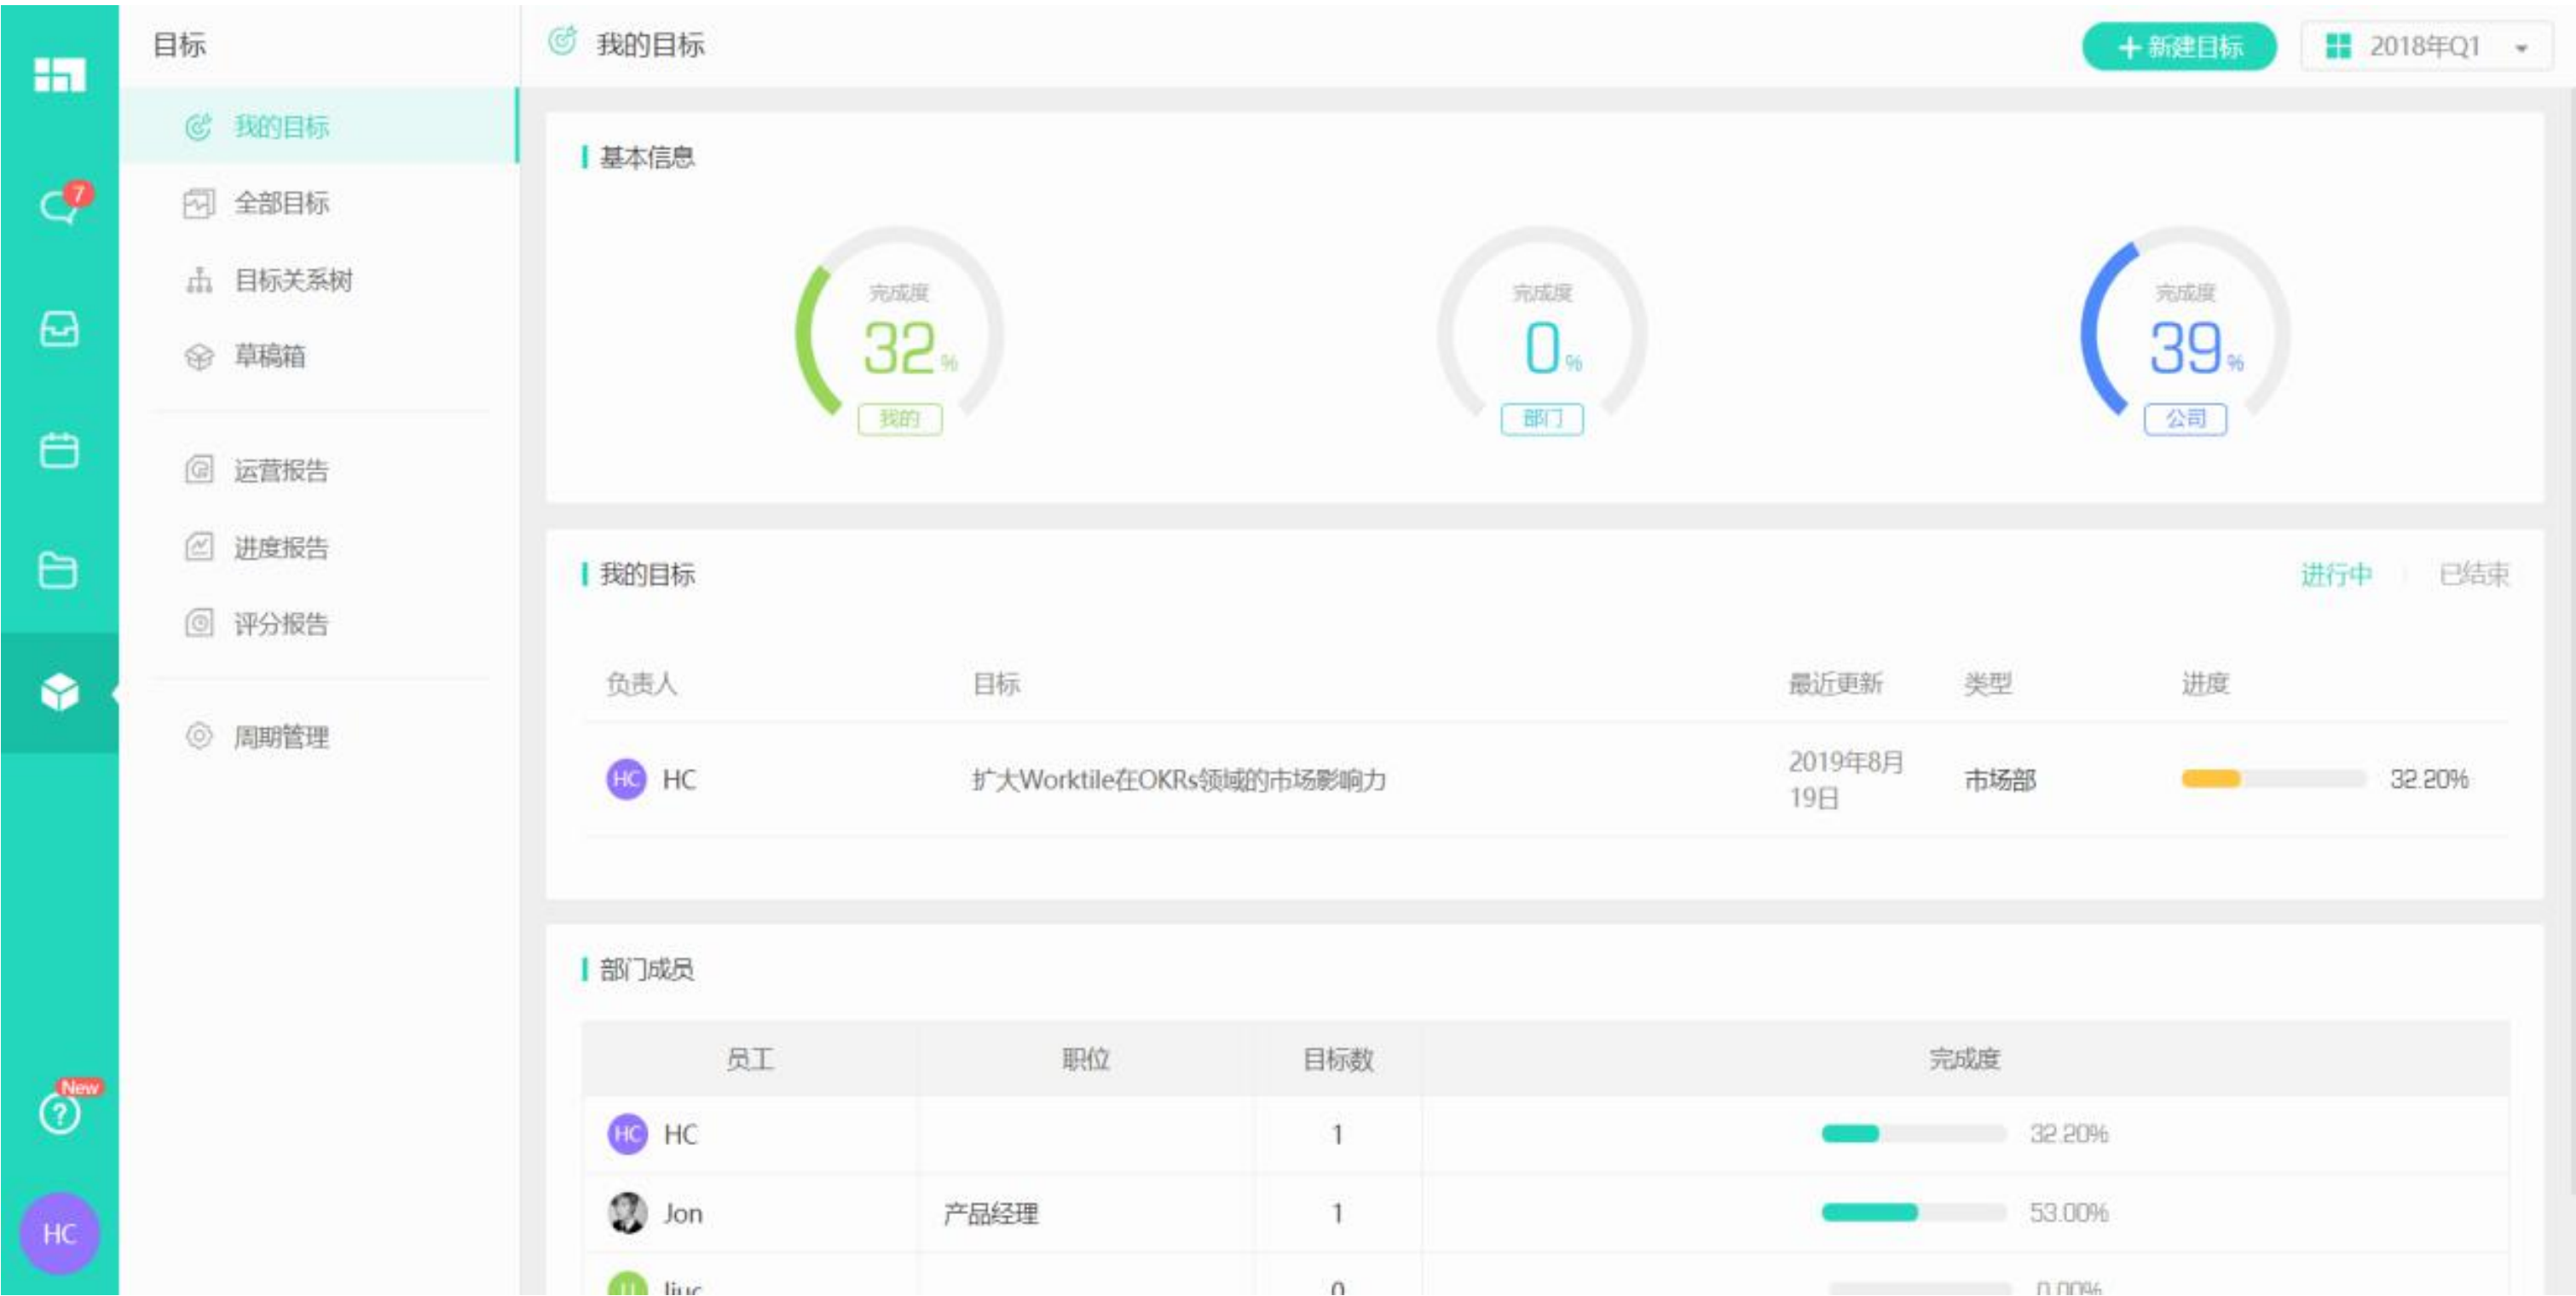 目标
我的目标
全部目标
目标关系树
草稿箱
运营报告
进度报告
评分报告
周期管理
7
New
HC
我的目标
新建目标
2018年Q1
基本信息
完成度
32%
我的
完成度
0%
部门
完成度
39%
公司
我的目标
进行中 已结束
负责人 目标 最近更新 类型 进度
HC HC 扩大Worktile在OKRs领域的市场影响力 2019年8月 市场部 32.20%
19日
部门成员
员工 职位 目标数 完成度
HC HC 1 32.20%
Jon 产品经理 1 53.00%
liuc 0 0.00%